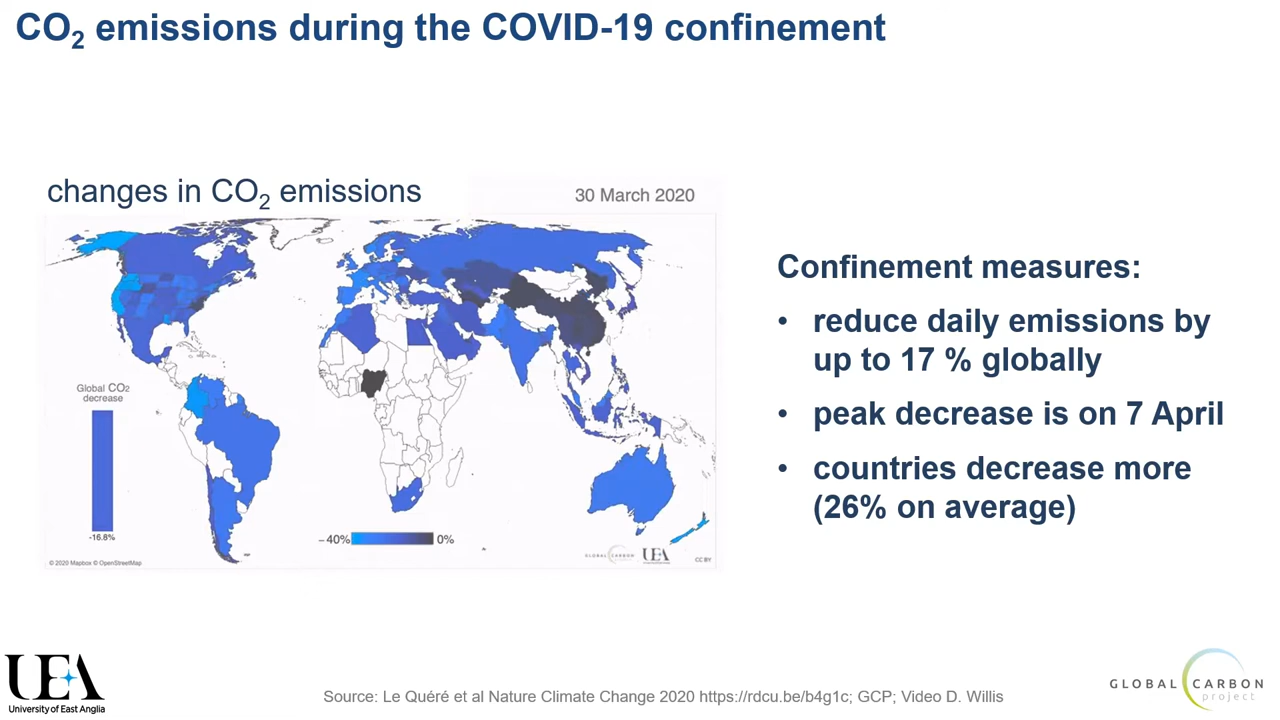 CO₂ emissions during the COVID-19 confinement
changes in CO₂ emissions
30 March 2020
Global CO₂
decrease
-16.8%
−40%
0%
GLOBAL CARBON
project
UEA
CC BY
© 2020 Mapbox © OpenStreetMap
Confinement measures:
• reduce daily emissions by
up to 17 % globally
• peak decrease is on 7 April
• countries decrease more
(26% on average)
UEA
University of East Anglia
Source: Le Quéré et al Nature Climate Change 2020 https://rdcu.be/b4g1c; GCP; Video D. Willis
GLOBAL CARBON
project